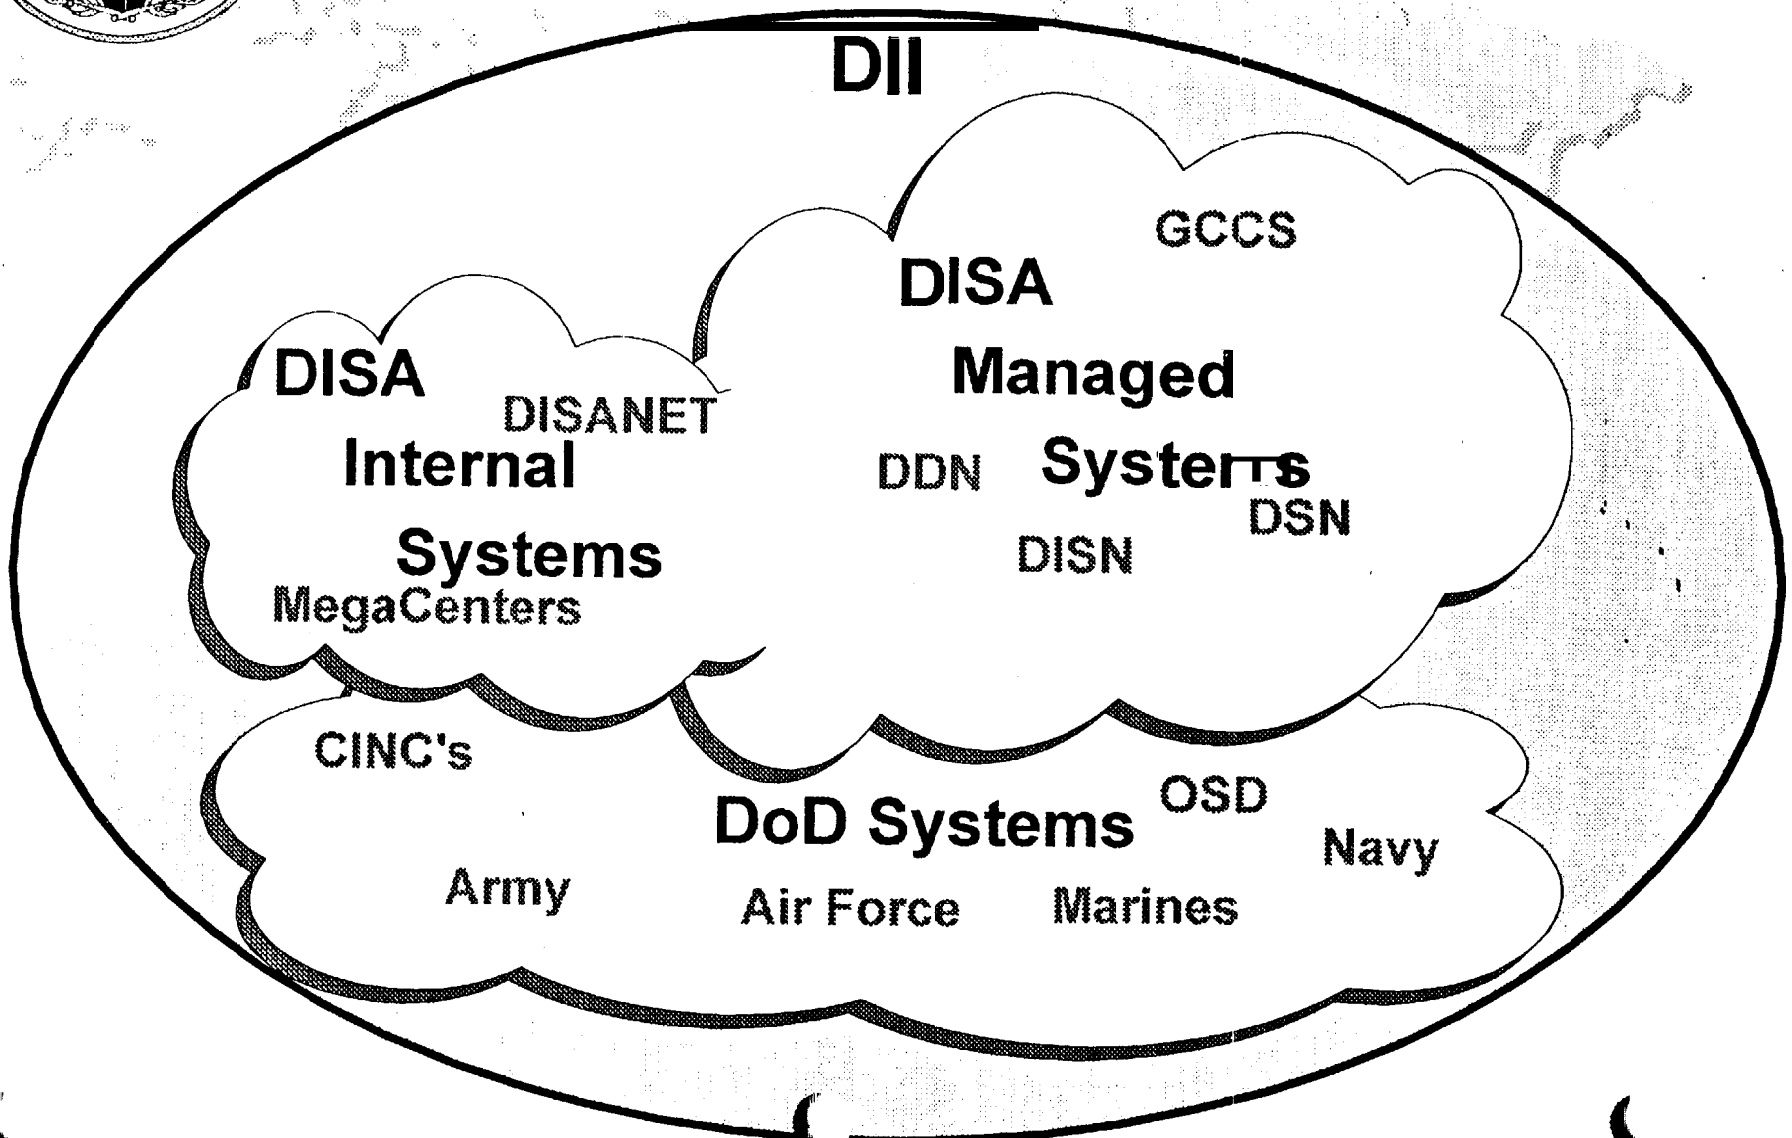 DII
GCCS
DISA
Managed
Systems
DDN
DSN
DISN
DISA
DISANET
Internal
Systems
MegaCenters
CINC's
OSD
DoD Systems
Navy
Army
Air Force
Marines